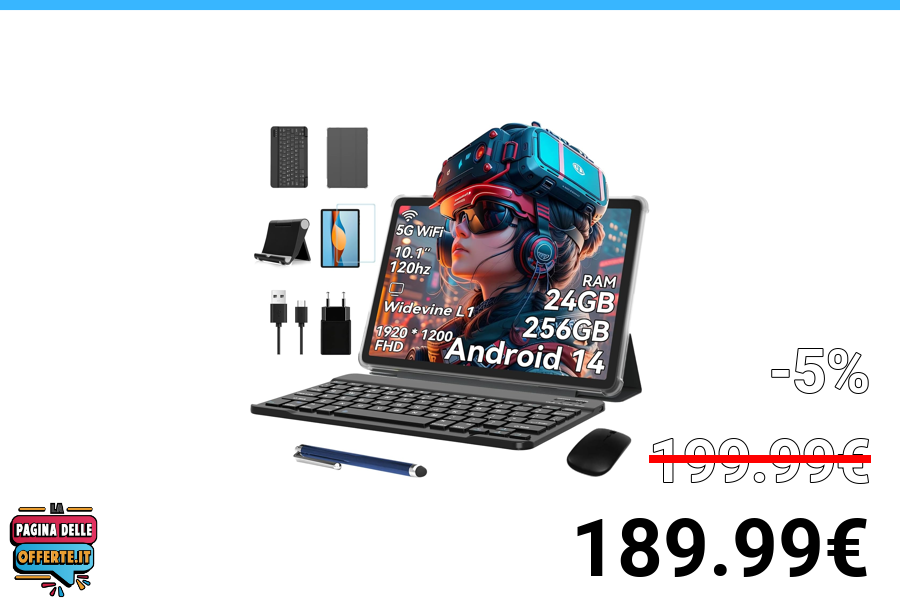 5G WiFi
10.1"
120hz
Widevine L1
1920 * 1200
FHD
RAM
24GB
256GB
Android 14
-5%
199.99€
189.99€
LA
PAGINA DELLE
OFFERTE.IT